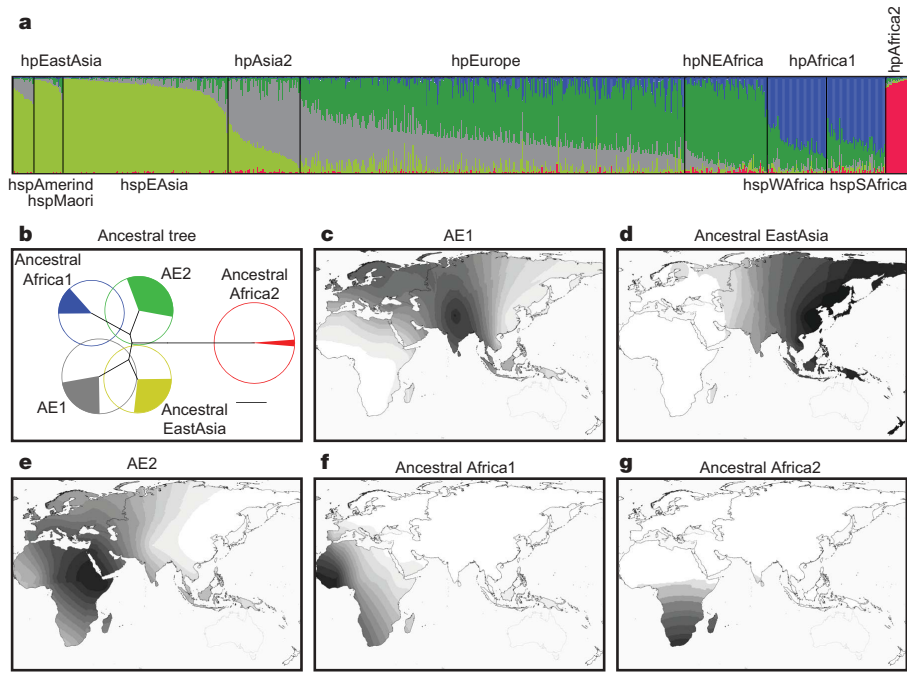 a
hpEastAsia hpAsia2 hpEurope hpNEAfrica hpAfrica1 hpAfrica2
hspAmerind hspEAsia hspWAfrica hspSAfrica
hspMaori
b Ancestral tree
Ancestral
Africa1
AE2
Ancestral
Africa2
AE1
Ancestral
EastAsia
c AE1
d Ancestral EastAsia
e AE2
f Ancestral Africa1
g Ancestral Africa2